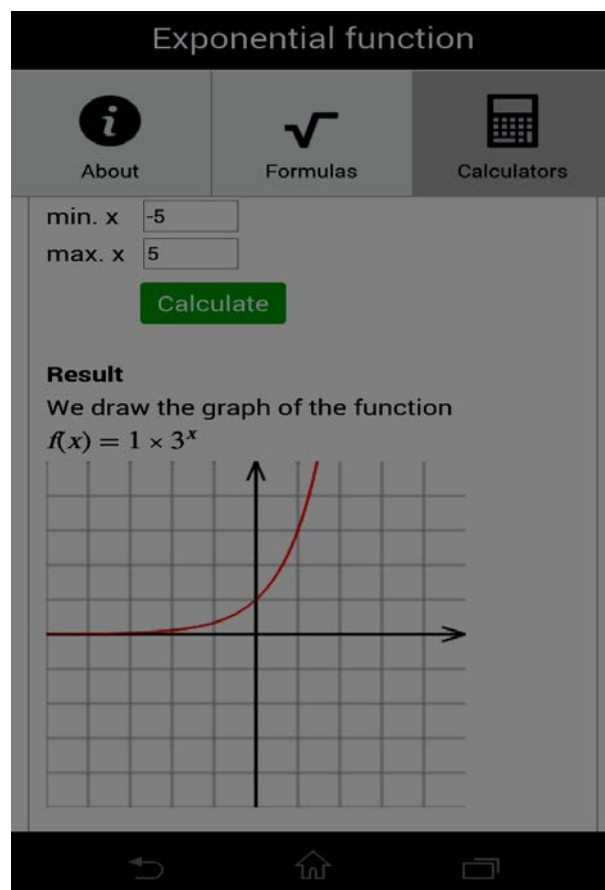 Exponential function
About
Formulas
Calculators
min. x -5
max. x 5
Calculate
Result
We draw the graph of the function
f(x) = 1 × 3ˣ